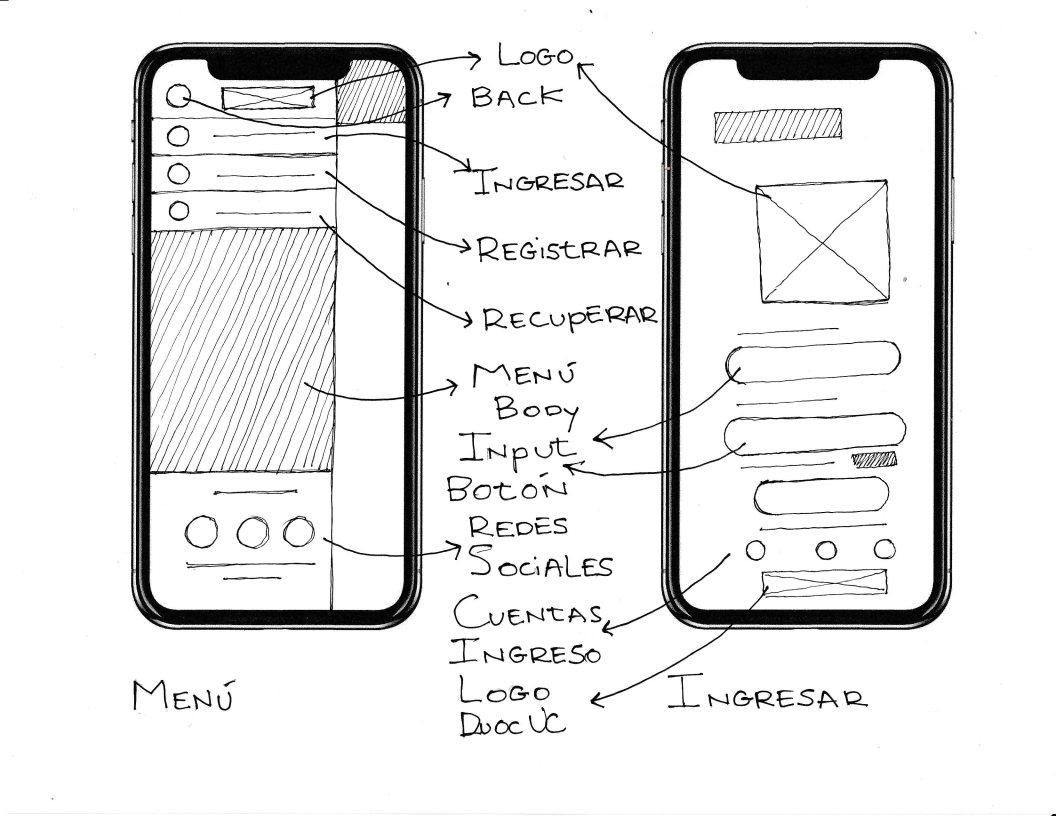 Logo
Back
Ingresar
Registrar
Recuperar
Menú
Body
Input
Botón
Redes
Sociales
Cuentas
Ingreso
Logo
DuocUC
Menú
Ingresar